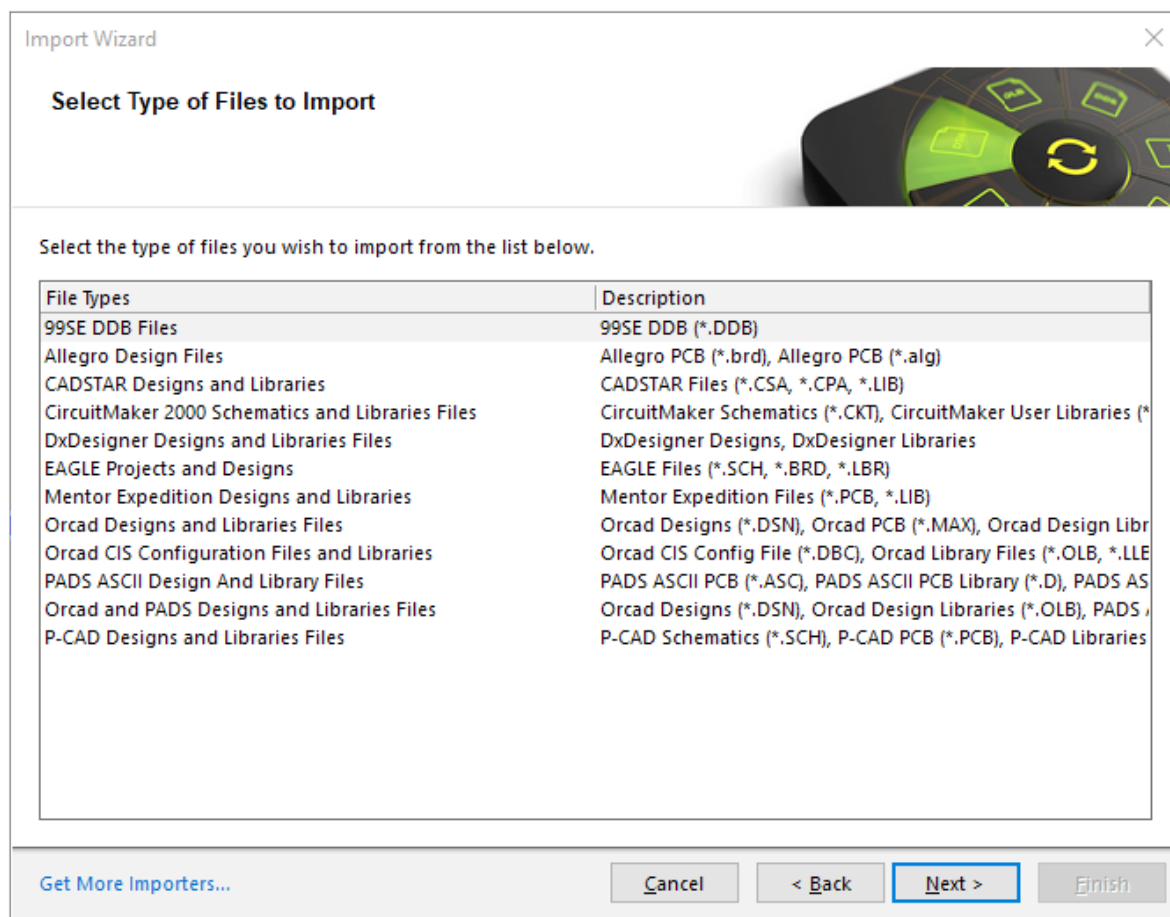 Import Wizard
Select Type of Files to Import
Select the type of files you wish to import from the list below.
File Types Description
99SE DDB Files 99SE DDB (*.DDB)
Allegro Design Files Allegro PCB (*.brd), Allegro PCB (*.alg)
CADSTAR Designs and Libraries CADSTAR Files (*.CSA, *.CPA, *.LIB)
CircuitMaker 2000 Schematics and Libraries Files CircuitMaker Schematics (*.CKT), CircuitMaker User Libraries (*
DxDesigner Designs and Libraries Files DxDesigner Designs, DxDesigner Libraries
EAGLE Projects and Designs EAGLE Files (*.SCH, *.BRD, *.LBR)
Mentor Expedition Designs and Libraries Mentor Expedition Files (*.PCB, *.LIB)
Orcad Designs and Libraries Files Orcad Designs (*.DSN), Orcad PCB (*.MAX), Orcad Design Libr
Orcad CIS Configuration Files and Libraries Orcad CIS Config File (*.DBC), Orcad Library Files (*.OLB, *.LLE
PADS ASCII Design And Library Files PADS ASCII PCB (*.ASC), PADS ASCII PCB Library (*.D), PADS AS
Orcad and PADS Designs and Libraries Files Orcad Designs (*.DSN), Orcad Design Libraries (*.OLB), PADS
P-CAD Designs and Libraries Files P-CAD Schematics (*.SCH), P-CAD PCB (*.PCB), P-CAD Libraries
Get More Importers... Cancel < Back Next > Finish